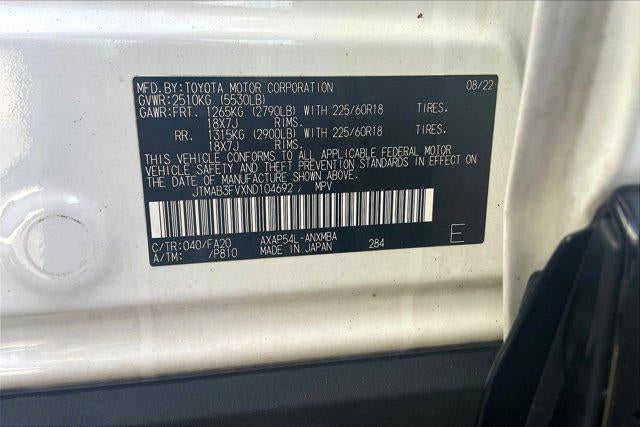 MFD.BY:TOYOTA MOTOR CORPORATION 08/22
GVWR:2510KG (5530LB)
GAWR:FRT. 1265KG (2790LB) WITH 225/60R18 TIRES.
18X7J RIMS.
RR. 1315KG (2900LB) WITH 225/60R18 TIRES.
18X7J RIMS.
THIS VEHICLE CONFORMS TO ALL APPLICABLE FEDERAL MOTOR
VEHICLE SAFETY AND THEFT PREVENTION STANDARDS IN EFFECT
ON THE DATE OF MANUFACTURE SHOWN ABOVE.
JTMAB3FVXND104692 MPV
C/TR:040/FA20 AXAP54L-ANXMBA E
A/TM: /P810 MADE IN JAPAN 284